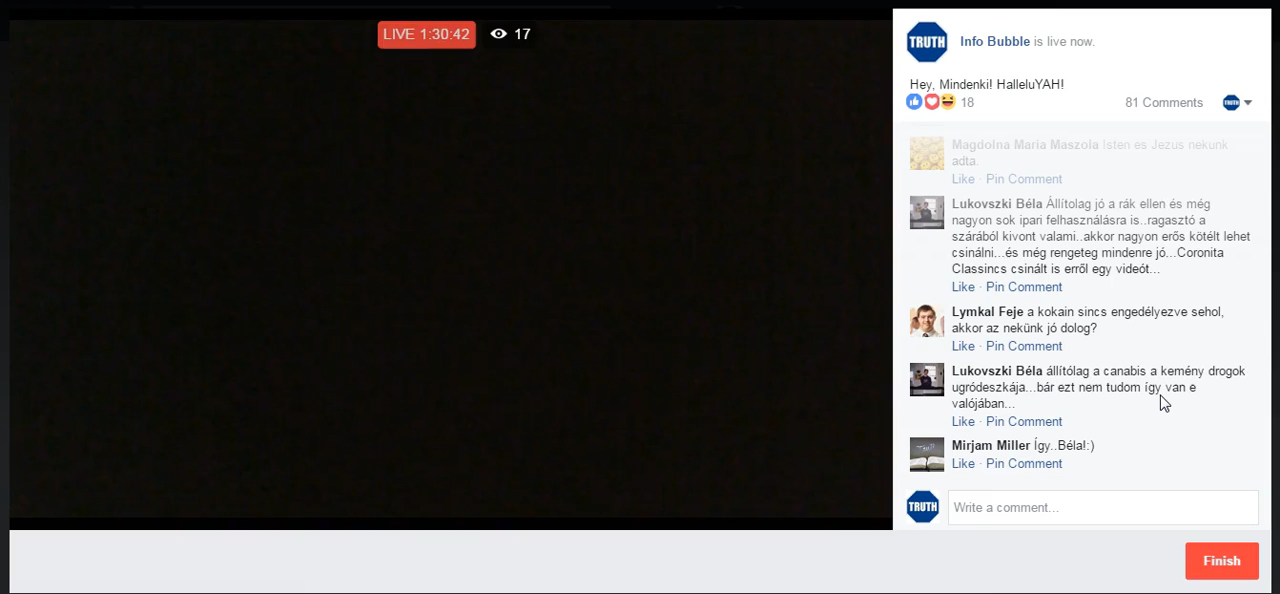 LIVE 1:30:42 17
TRUTH
Info Bubble is live now.
Hey, Mindenki! HalleluYAH!
18
81 Comments
TRUTH
Magdolna Maria Maszola Isten es Jezus nekunk
adta.
Like · Pin Comment
Lukovszki Béla Állítolag jó a rák ellen és még
nagyon sok ipari felhasználásra is..ragasztó a
szárából kivont valami..akkor nagyon erős kötélt lehet
csinálni...és még rengeteg mindenre jó...Coronita
Classincs csinált is erről egy videót...
Like · Pin Comment
Lymkal Feje a kokain sincs engedélyezve sehol,
akkor az nekünk jó dolog?
Like · Pin Comment
Lukovszki Béla állítólag a canabis a kemény drogok
ugródeszkája...bár ezt nem tudom így van e
valójában...
Like · Pin Comment
Mirjam Miller Így..Béla!:)
Like · Pin Comment
TRUTH
Write a comment...
Finish